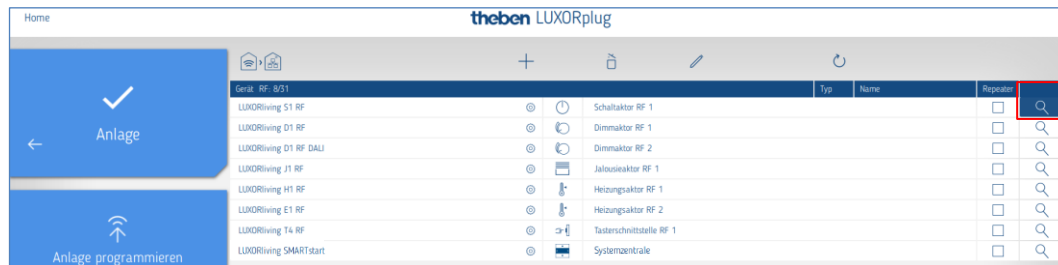 Home
theben LUXORplug
Gerät RF: 8/31 Typ Name Repeater
LUXORliving S1 RF Schaltaktor RF 1
LUXORliving D1 RF Dimmaktor RF 1
LUXORliving D1 RF DALI Dimmaktor RF 2
LUXORliving J1 RF Jalousieaktor RF 1
LUXORliving H1 RF Heizungsaktor RF 1
LUXORliving E1 RF Heizungsaktor RF 2
LUXORliving T4 RF Tasterschnittstelle RF 1
LUXORliving SMARTstart Systemzentrale
Anlage
Anlage programmieren